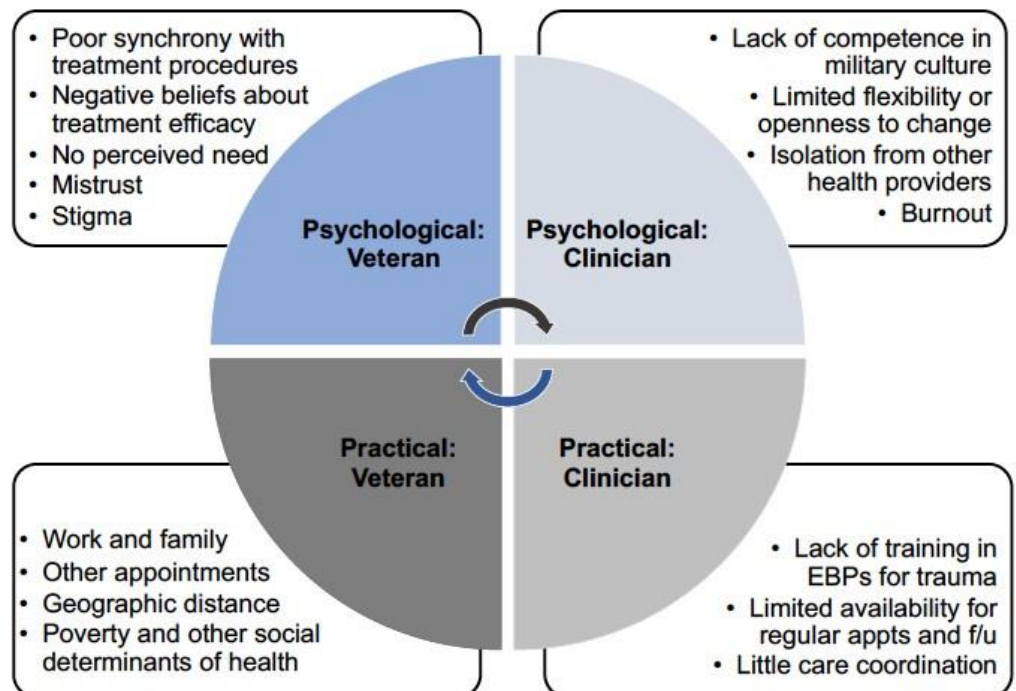 • Poor synchrony with
treatment procedures
• Negative beliefs about
treatment efficacy
• No perceived need
• Mistrust
• Stigma
• Lack of competence in
military culture
• Limited flexibility or
openness to change
• Isolation from other
health providers
• Burnout
Psychological:
Veteran
Psychological:
Clinician
Practical:
Veteran
Practical:
Clinician
• Work and family
• Other appointments
• Geographic distance
• Poverty and other social
determinants of health
• Lack of training in
EBPs for trauma
• Limited availability for
regular appts and f/u
• Little care coordination